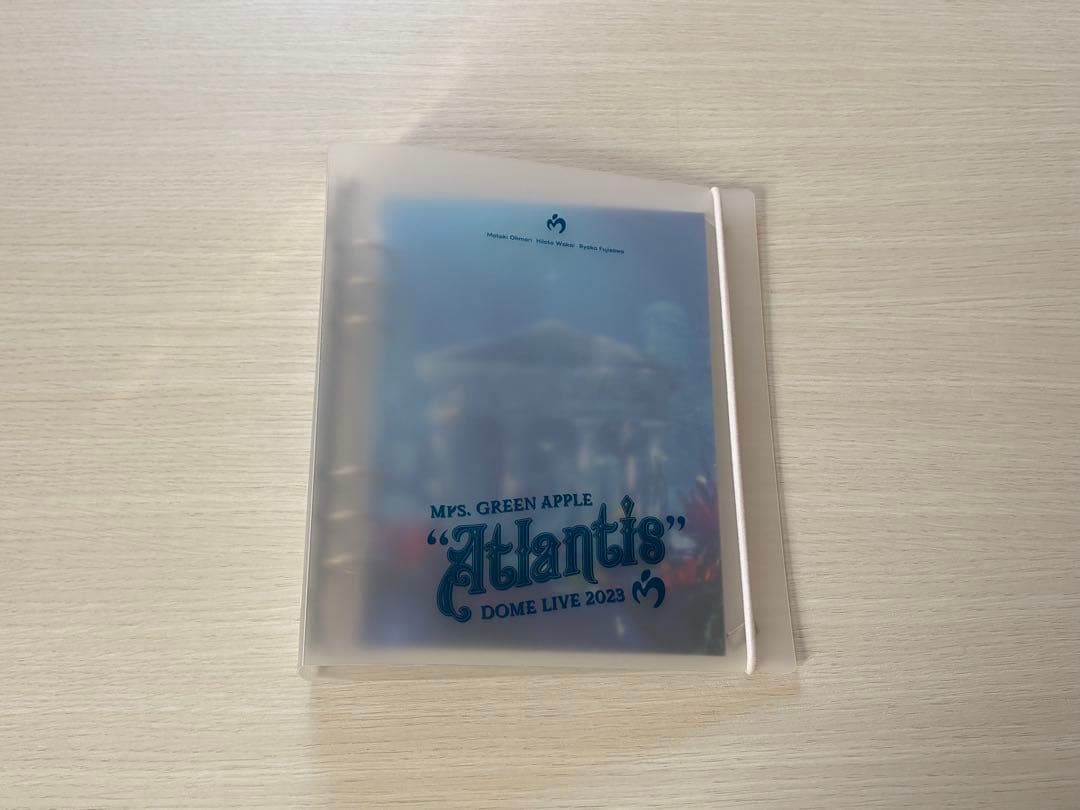 Motoki Ohmori Hiroto Wakai Ryoka Fujisawa
Mrs. GREEN APPLE
“Atlantis”
DOME LIVE 2023